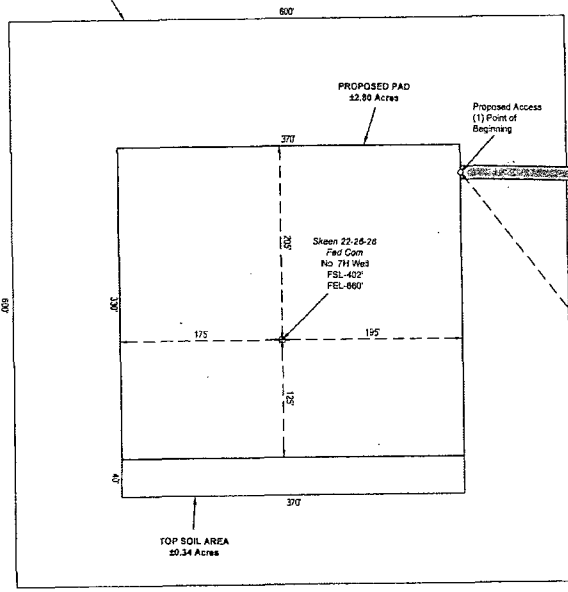 600'
PROPOSED PAD
±2.80 Acres
Proposed Access
(1) Point of
Beginning
370'
205'
Skeen 22-26-26
Fed Com
No. 7H Well
FSL-402'
FEL-660'
600'
330'
175'
195'
125'
40'
370'
TOP SOIL AREA
±0.34 Acres